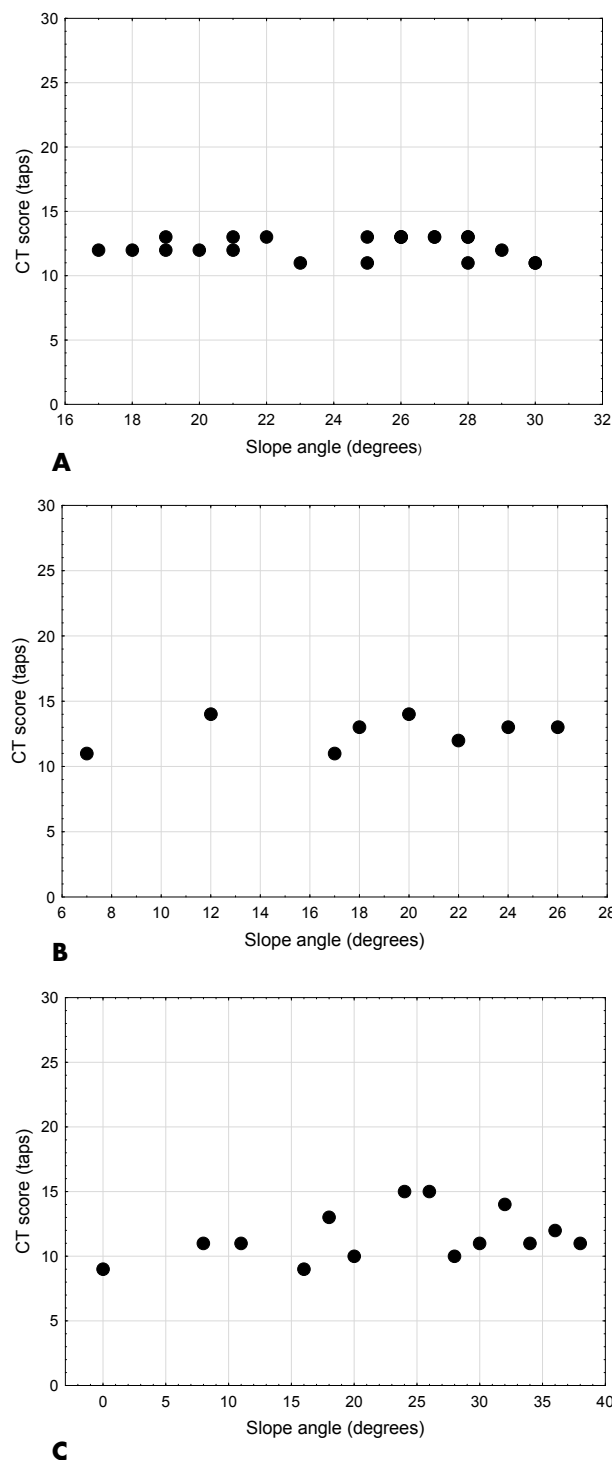 30
25
20
15
10
5
0
CT score (taps)
16 18 20 22 24 26 28 30 32
Slope angle (degrees)
A
30
25
20
15
10
5
0
CT score (taps)
6 8 10 12 14 16 18 20 22 24 26 28
Slope angle (degrees)
B
30
25
20
15
10
5
0
CT score (taps)
0 5 10 15 20 25 30 35 40
Slope angle (degrees)
C